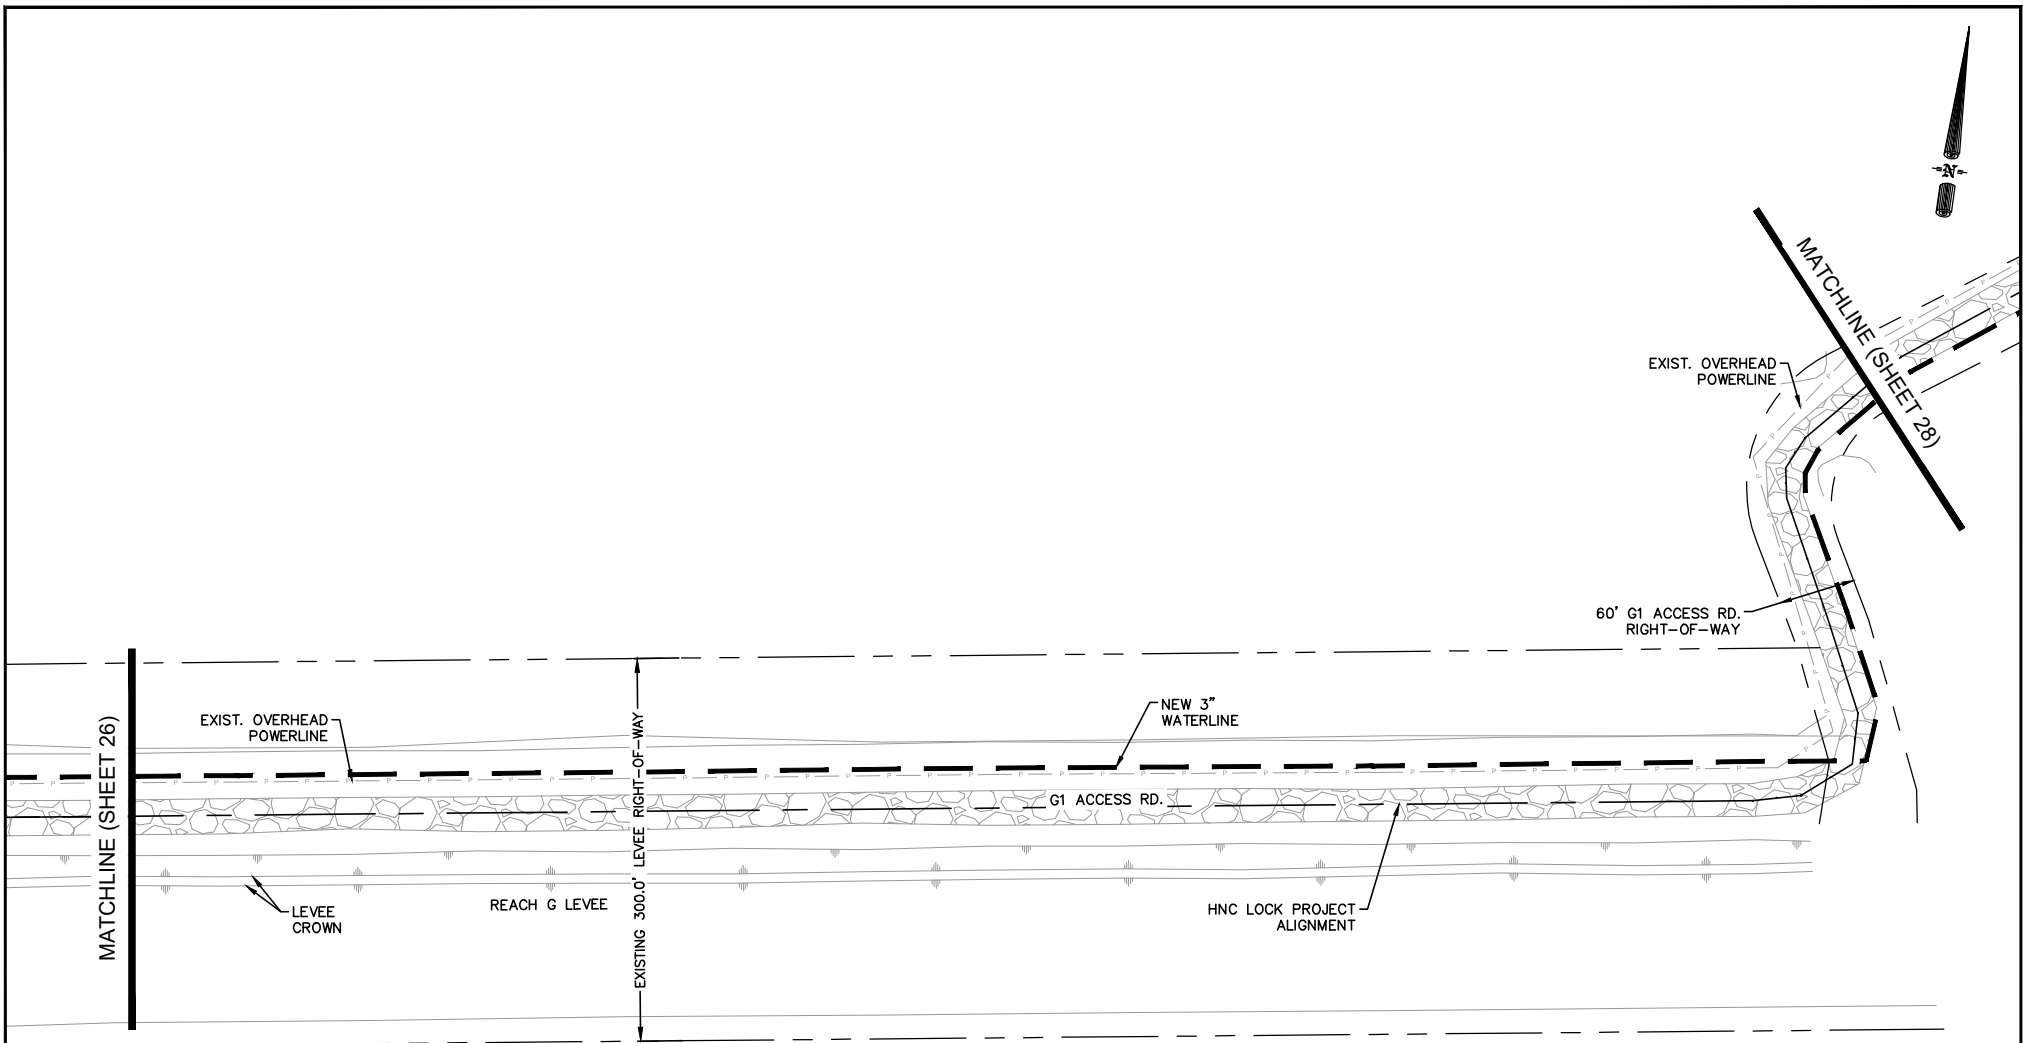 N
MATCHLINE (SHEET 28)
EXIST. OVERHEAD
POWERLINE
60' G1 ACCESS RD.
RIGHT-OF-WAY
MATCHLINE (SHEET 26)
EXIST. OVERHEAD
POWERLINE
EXISTING 300.0' LEVEE RIGHT-OF-WAY
NEW 3"
WATERLINE
G1 ACCESS RD.
LEVEE
CROWN
REACH G LEVEE
HNC LOCK PROJECT
ALIGNMENT